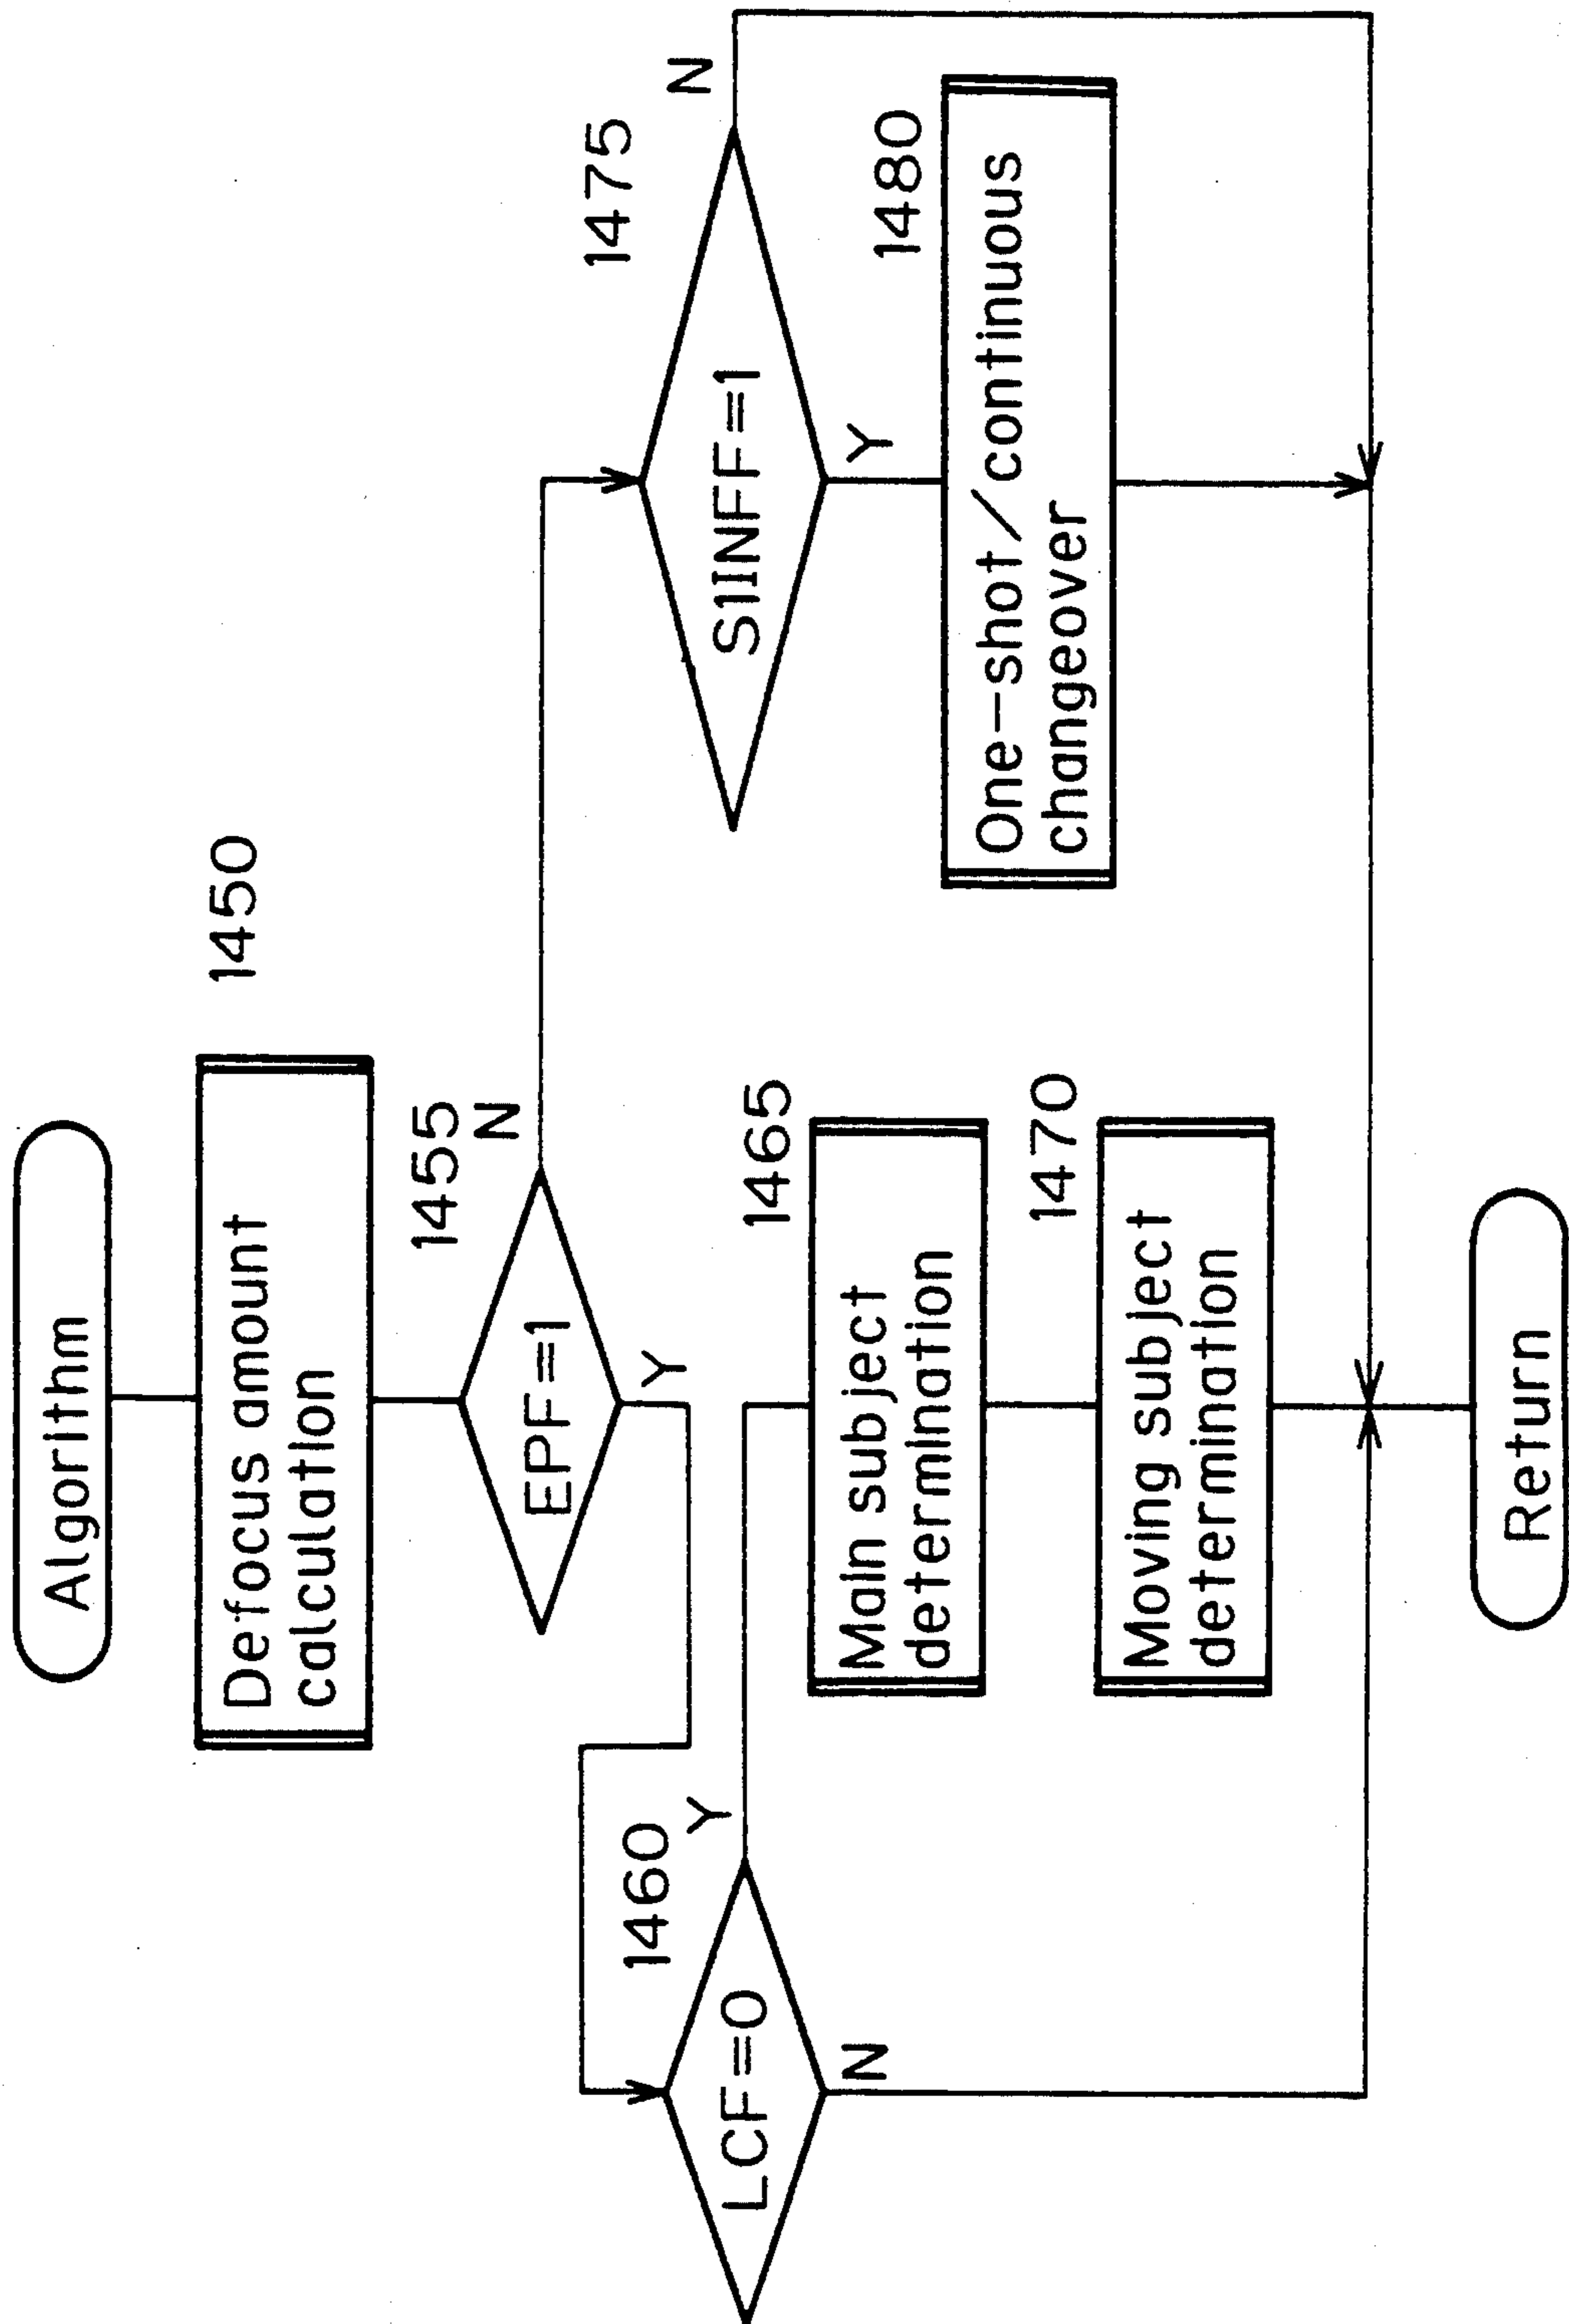 Algorithm
1450
Defocus amount
calculation
1455
EPF=1
N
Y
1460
LCF=0
Y
N
1465
Main subject
determination
1470
Moving subject
determination
1475
S1INFF=1
N
Y
1480
One-shot/continuous
changeover
Return